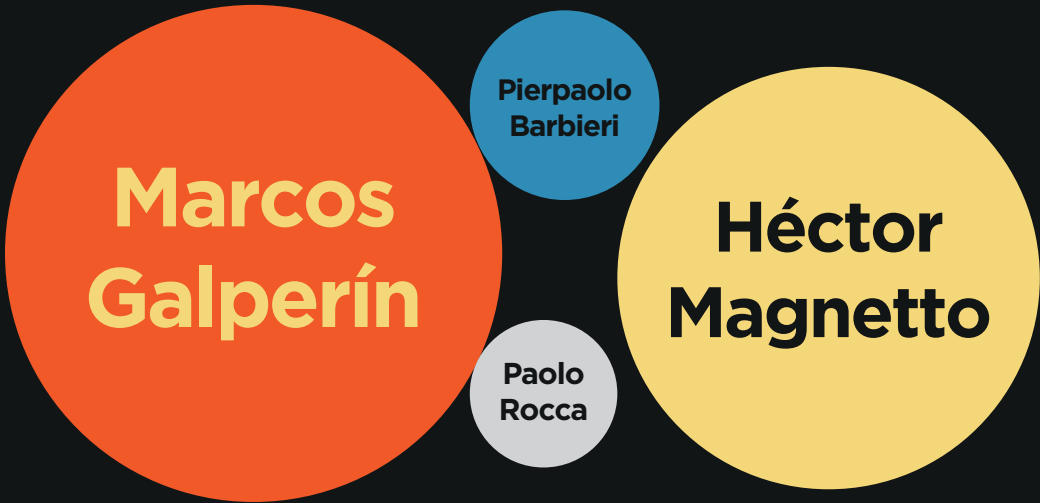 Marcos
Galperín
Pierpaolo
Barbieri
Héctor
Magnetto
Paolo
Rocca